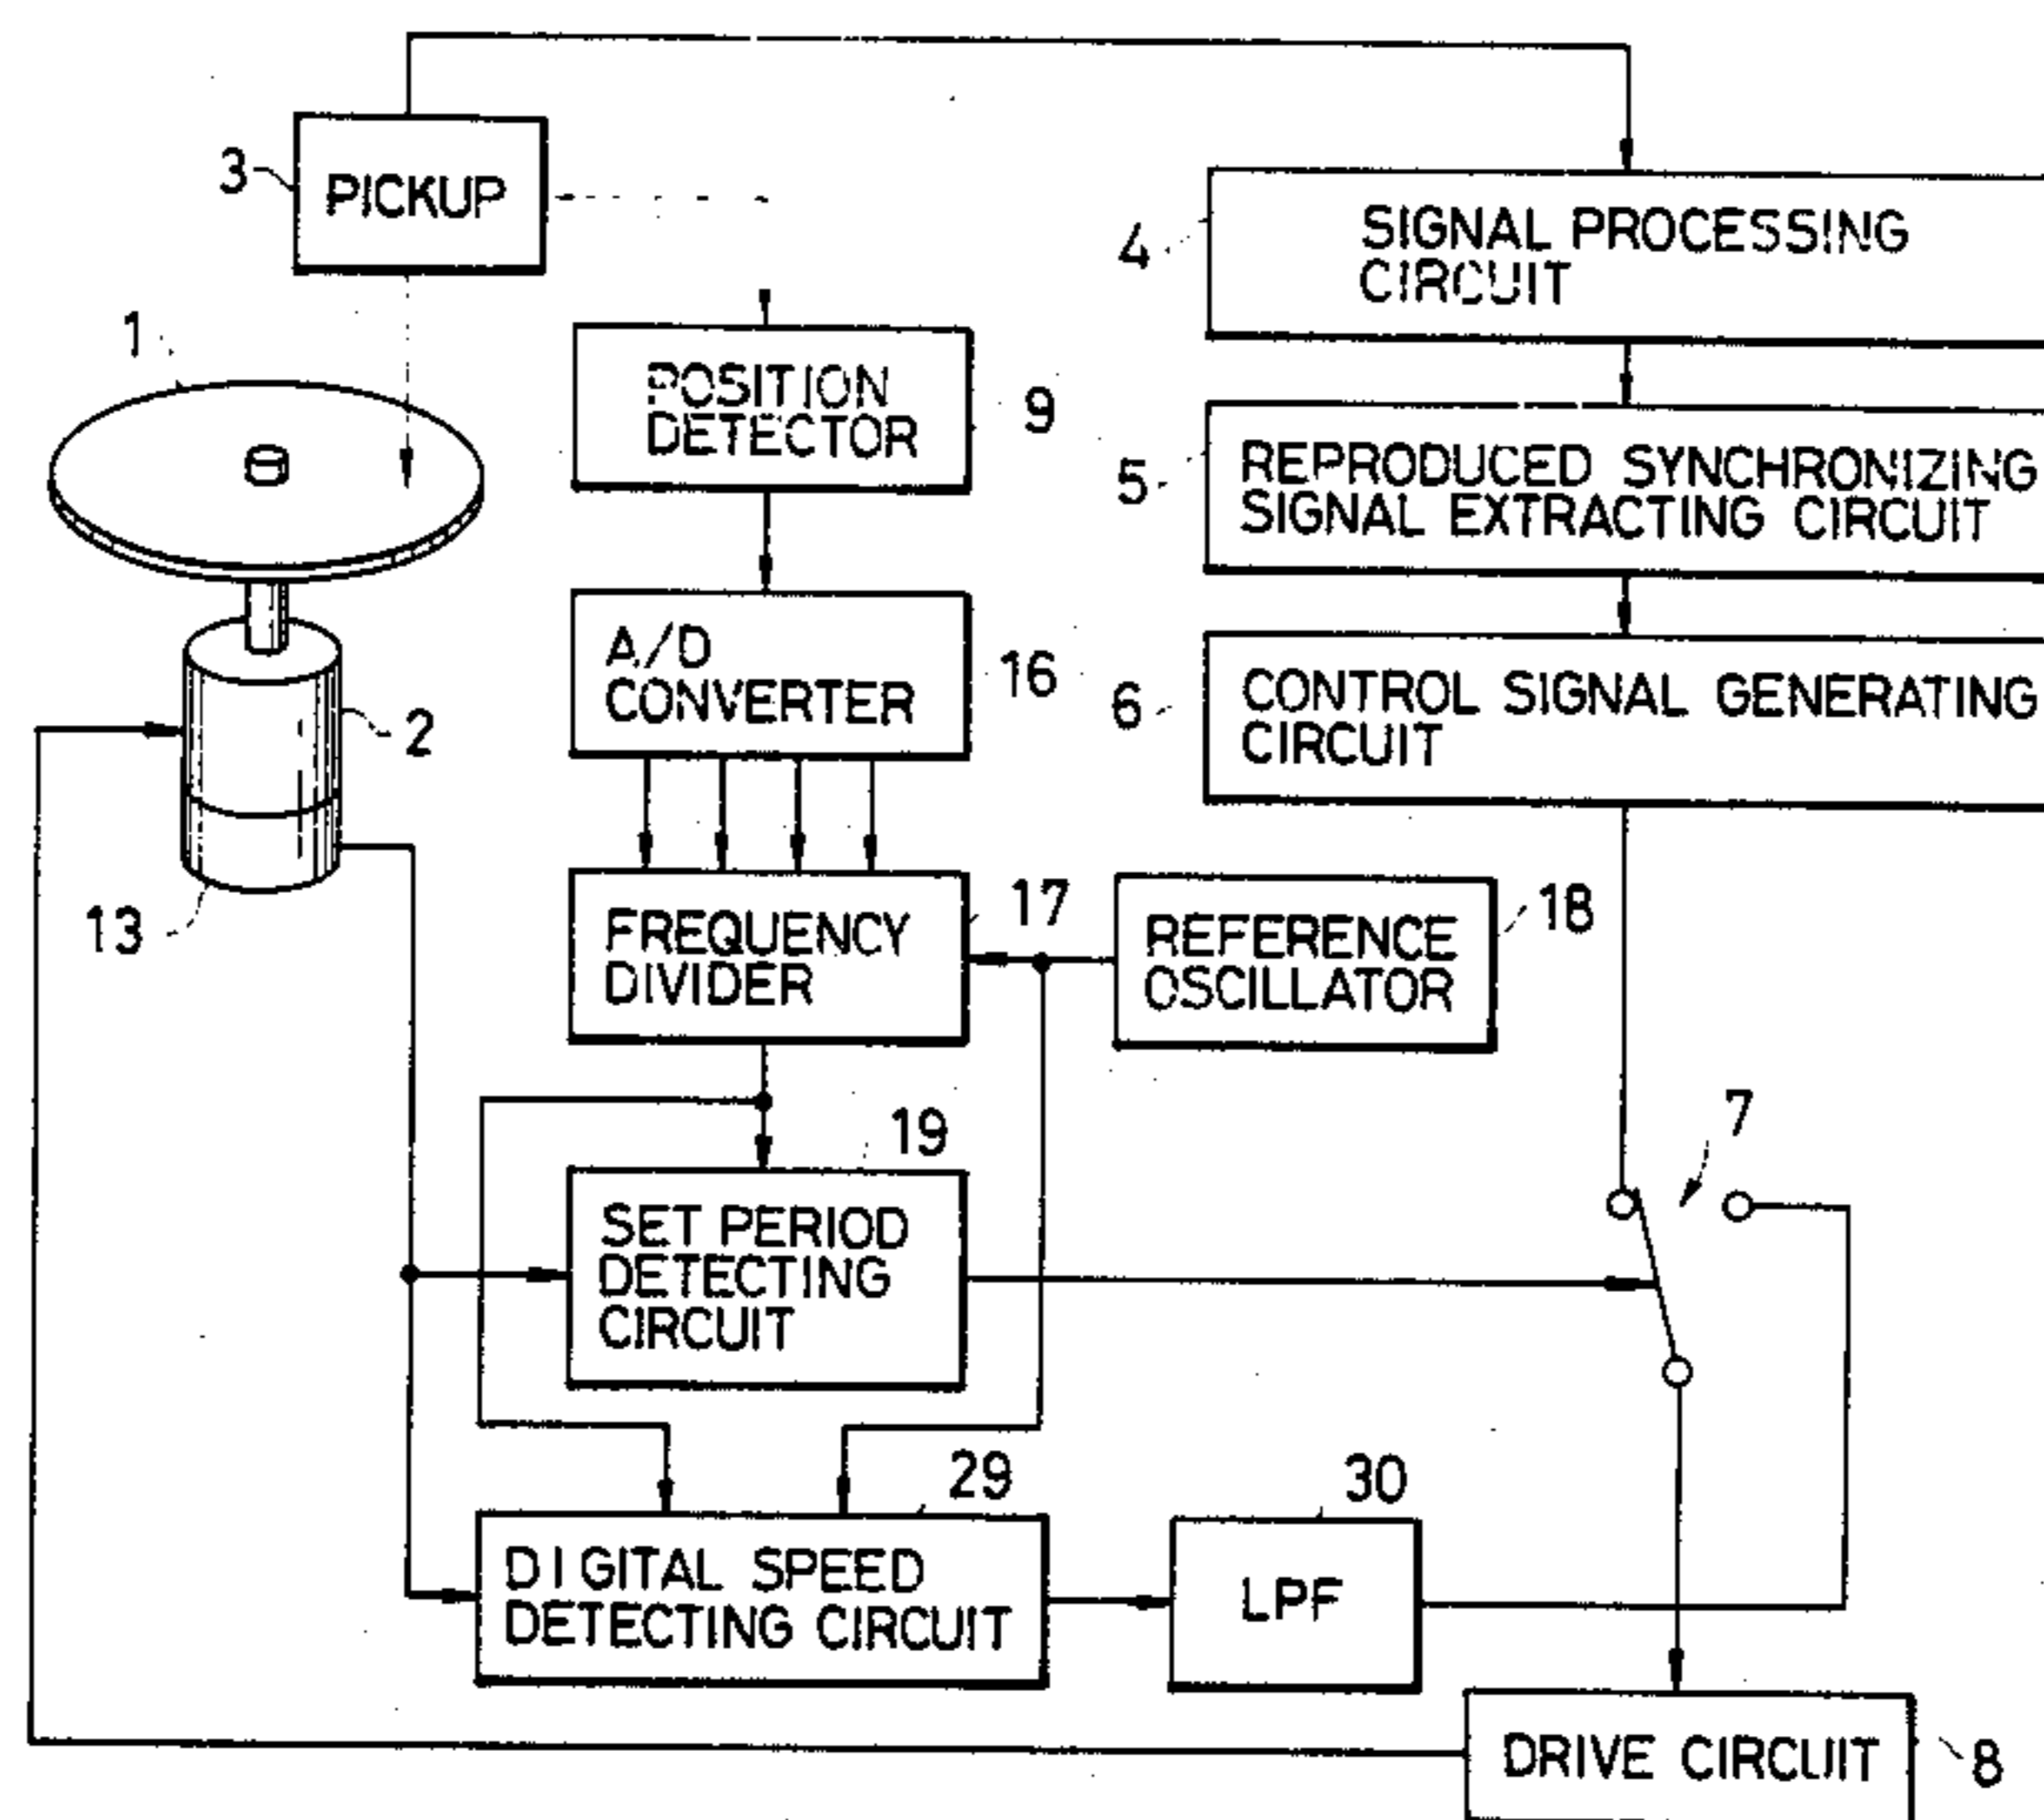 3
PICKUP
4
SIGNAL PROCESSING
CIRCUIT
1
POSITION
DETECTOR
9
5
REPRODUCED SYNCHRONIZING
SIGNAL EXTRACTING CIRCUIT
A/D
CONVERTER
16
6
CONTROL SIGNAL GENERATING
CIRCUIT
2
13
FREQUENCY
DIVIDER
17
REFERENCE
OSCILLATOR
18
7
19
SET PERIOD
DETECTING
CIRCUIT
29
DIGITAL SPEED
DETECTING CIRCUIT
30
LPF
DRIVE CIRCUIT
8